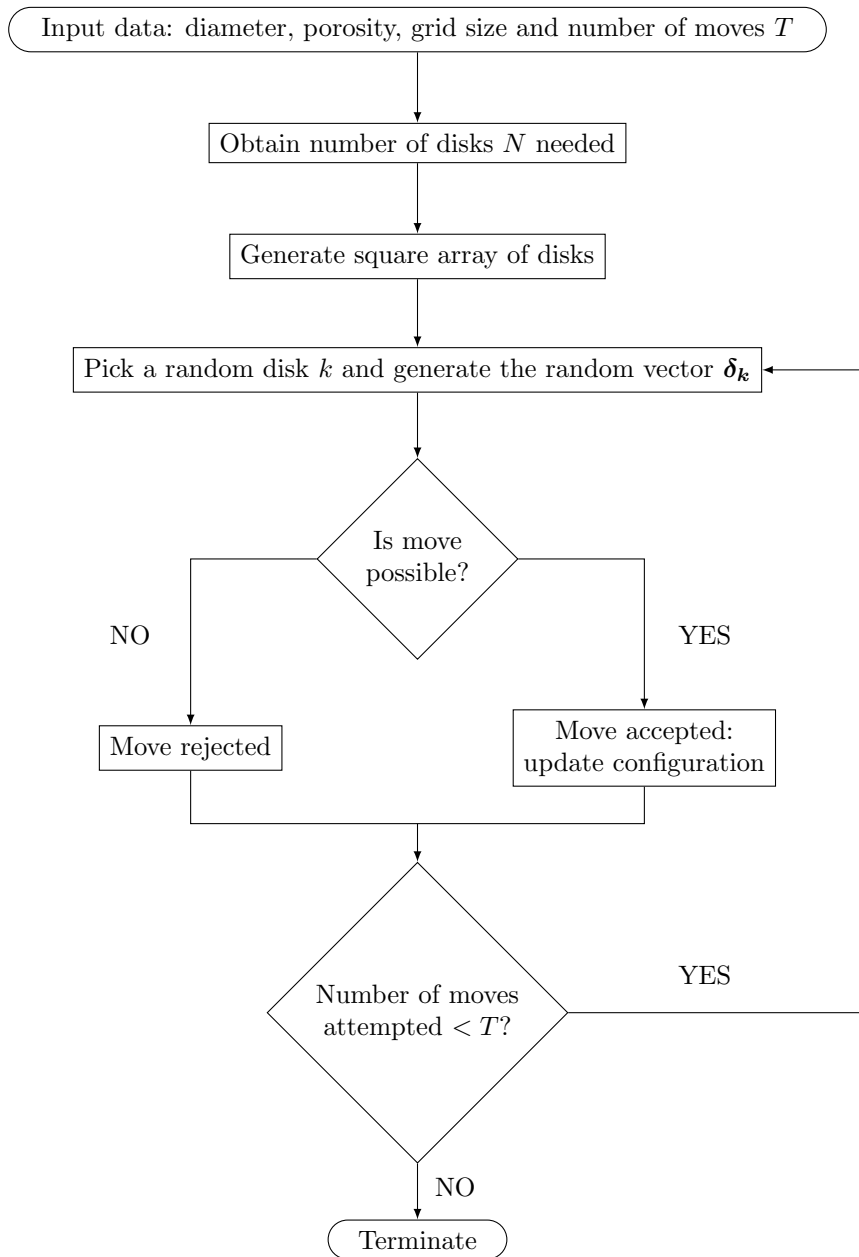 Input data: diameter, porosity, grid size and number of moves T
Obtain number of disks N needed
Generate square array of disks
Pick a random disk k and generate the random vector δₖ
Is move
possible?
NO
YES
Move rejected
Move accepted:
update configuration
Number of moves
attempted < T?
YES
NO
Terminate